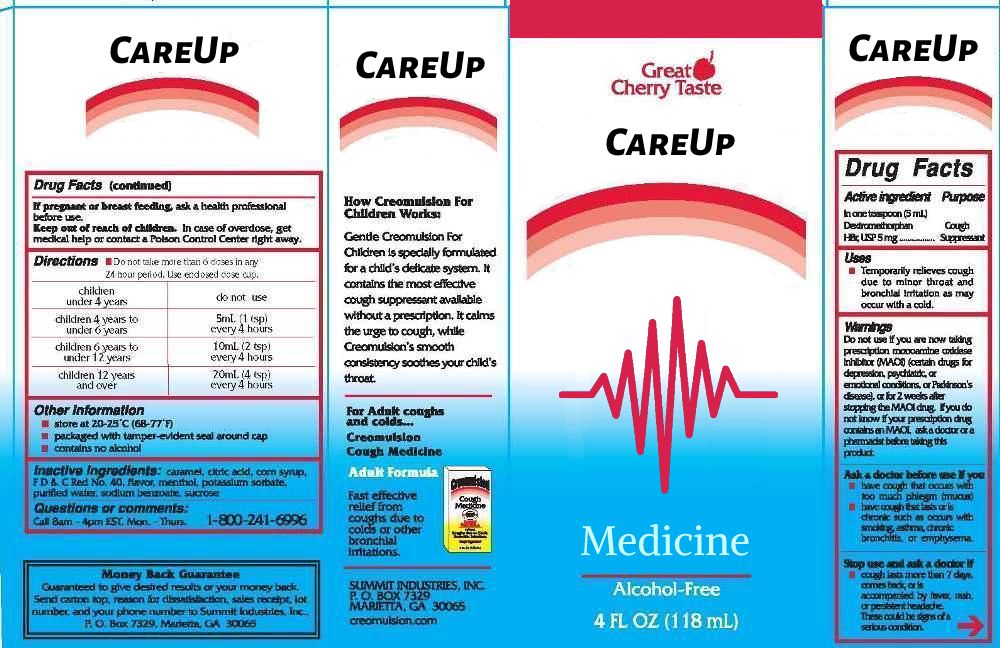 CAREUP
Drug Facts (continued)
If pregnant or breast feeding, ask a health professional
before use.
Keep out of reach of children. In case of overdose, get
medical help or contact a Poison Control Center right away.
Directions ■ Do not take more than 6 doses in any
24 hour period. Use enclosed dose cup.
children
under 4 years
do not use
children 4 years to
under 6 years
5mL (1 tsp)
every 4 hours
children 6 years to
under 12 years
10mL (2 tsp)
every 4 hours
children 12 years
and over
20mL (4 tsp)
every 4 hours
Other information
■ store at 20-25°C (68-77°F)
■ packaged with tamper-evident seal around cap
■ contains no alcohol
Inactive ingredients: caramel, citric acid, corn syrup,
F D & C Red No. 40, flavor, menthol, potassium sorbate,
purified water, sodium benzoate, sucrose
Questions or comments:
Call 8am - 4pm EST. Mon. - Thurs. 1-800-241-6996
Money Back Guarantee
Guaranteed to give desired results or your money back.
Send carton top, reason for dissatisfaction, sales receipt, lot
number, and your phone number to Summit Industries, Inc.,
P. O. Box 7329, Marietta, GA 30065
CAREUP
How Creomulsion For
Children Works:
Gentle Creomulsion For
Children is specially formulated
for a child's delicate system. It
contains the most effective
cough suppressant available
without a prescription. It calms
the urge to cough, while
Creomulsion's smooth
consistency soothes your child's
throat.
For Adult coughs
and colds...
Creomulsion
Cough Medicine
Adult Formula
Fast effective
relief from
coughs due to
colds or other
bronchial
irritations.
Creomulsion
Cough
Medicine
SUMMIT INDUSTRIES, INC.
P. O. BOX 7329
MARIETTA, GA 30065
creomulsion.com
Great
Cherry Taste
CAREUP
Medicine
Alcohol-Free
4 FL OZ (118 mL)
CAREUP
Drug Facts
Active ingredient Purpose
In one teaspoon (5 mL)
Dextromethorphan Cough
HBr, USP 5 mg ................ Suppressant
Uses
■ Temporarily relieves cough
due to minor throat and
bronchial irritation as may
occur with a cold.
Warnings
Do not use if you are now taking
prescription monoamine oxidase
inhibitor (MAOI) (certain drugs for
depression, psychiatric, or
emotional conditions, or Parkinson's
disease), or for 2 weeks after
stopping the MAOI drug. If you do
not know if your prescription drug
contains an MAOI, ask a doctor or a
pharmacist before taking this
product.
Ask a doctor before use if you
■ have cough that occurs with
too much phlegm (mucus)
■ have cough that lasts or is
chronic such as occurs with
smoking, asthma, chronic
bronchitis, or emphysema.
Stop use and ask a doctor if
■ cough lasts more than 7 days,
comes back, or is
accompanied by fever, rash,
or persistent headache.
These could be signs of a
serious condition.